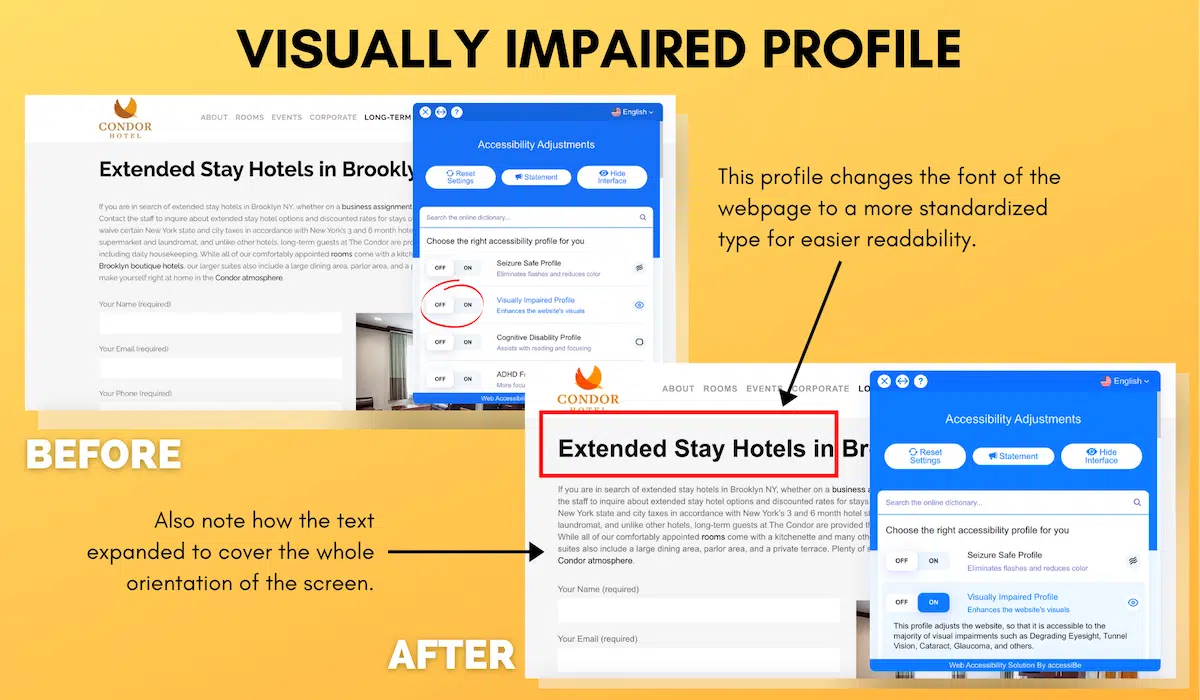 VISUALLY IMPAIRED PROFILE
CONDOR
HOTEL
ABOUT ROOMS EVENTS CORPORATE LONG-TERM
Extended Stay Hotels in Brookly
If you are in search of extended stay hotels in Brooklyn NY, whether on a business assignment
Contact the staff to inquire about extended stay hotel options and discounted rates for stays o
waive certain New York state and city taxes in accordance with New York's 3 and 6 month hote
supermarket and laundromat, and unlike other hotels, long-term guests at The Condor are pro
including daily housekeeping. While all of our comfortably appointed rooms come with a kitch
Brooklyn boutique hotels, our larger suites also include a large dining area, parlor area, and a p
make yourself right at home in the Condor atmosphere.
Your Name (required)
Your Email (required)
Your Phone (required)
English
Accessibility Adjustments
Reset Settings
Statement
Hide Interface
Search the online dictionary...
Choose the right accessibility profile for you
OFF ON Seizure Safe Profile
Eliminates flashes and reduces color
OFF ON Visually Impaired Profile
Enhances the website's visuals
OFF ON Cognitive Disability Profile
Assists with reading and focusing
OFF ON ADHD F
More focu
Web Accessibi
BEFORE
This profile changes the font of the
webpage to a more standardized
type for easier readability.
Also note how the text
expanded to cover the whole
orientation of the screen.
CONDOR
HOTEL
ABOUT ROOMS EVENTS CORPORATE LO
Extended Stay Hotels in Br
If you are in search of extended stay hotels in Brooklyn NY, whether on a business a
the staff to inquire about extended stay hotel options and discounted rates for stays
New York state and city taxes in accordance with New York's 3 and 6 month hotel s
laundromat, and unlike other hotels, long-term guests at The Condor are provided t
While all of our comfortably appointed rooms come with a kitchenette and many othe
suites also include a large dining area, parlor area, and a private terrace. Plenty of s
Condor atmosphere.
Your Name (required)
Your Email (required)
English
Accessibility Adjustments
Reset Settings
Statement
Hide Interface
Search the online dictionary...
Choose the right accessibility profile for you
OFF ON Seizure Safe Profile
Eliminates flashes and reduces color
OFF ON Visually Impaired Profile
Enhances the website's visuals
This profile adjusts the website, so that it is accessible to the
majority of visual impairments such as Degrading Eyesight, Tunnel
Vision, Cataract, Glaucoma, and others.
Web Accessibility Solution By accessiBe
AFTER